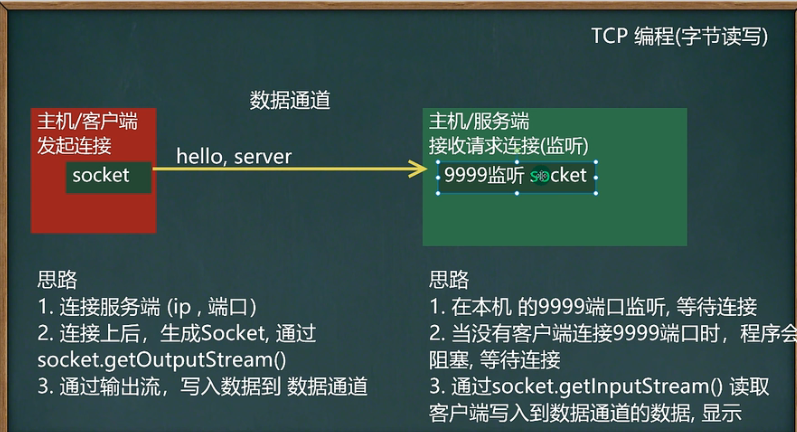 TCP 编程(字节读写)
数据通道
主机/客户端
发起连接
socket
hello, server
主机/服务端
接收请求连接(监听)
9999监听 socket
思路
1. 连接服务端 (ip , 端口)
2. 连接上后，生成Socket, 通过
socket.getOutputStream()
3. 通过输出流，写入数据到 数据通道
思路
1. 在本机 的9999端口监听, 等待连接
2. 当没有客户端连接9999端口时，程序会
阻塞, 等待连接
3. 通过socket.getInputStream() 读取
客户端写入到数据通道的数据, 显示